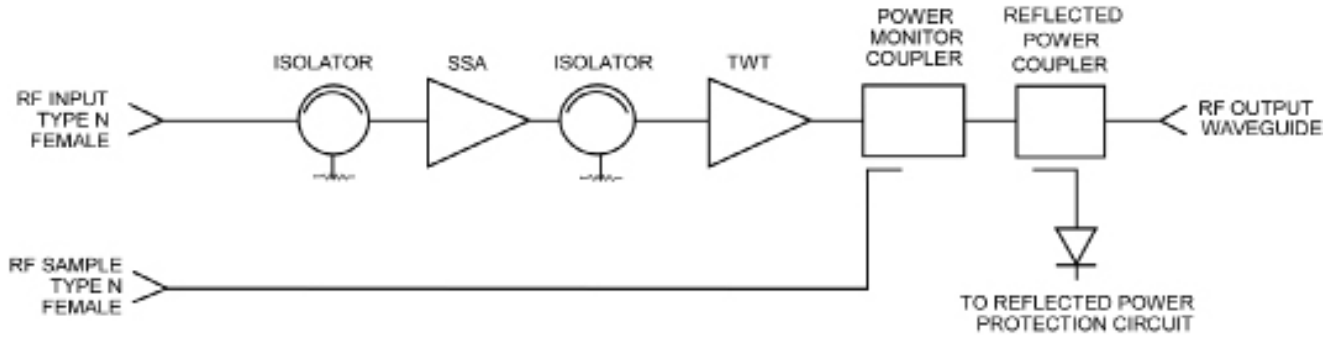 RF INPUT
TYPE N
FEMALE
ISOLATOR
SSA
ISOLATOR
TWT
POWER
MONITOR
COUPLER
REFLECTED
POWER
COUPLER
RF OUTPUT
WAVEGUIDE
RF SAMPLE
TYPE N
FEMALE
TO REFLECTED POWER
PROTECTION CIRCUIT